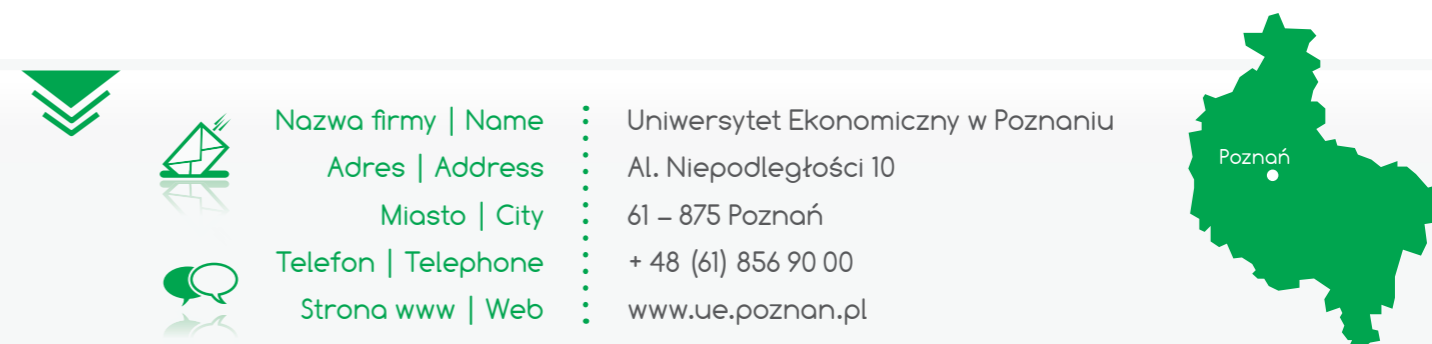 Nazwa firmy | Name Uniwersytet Ekonomiczny w Poznaniu
Adres | Address Al. Niepodległości 10
Miasto | City 61 – 875 Poznań
Telefon | Telephone + 48 (61) 856 90 00
Strona www | Web www.ue.poznan.pl
Poznań